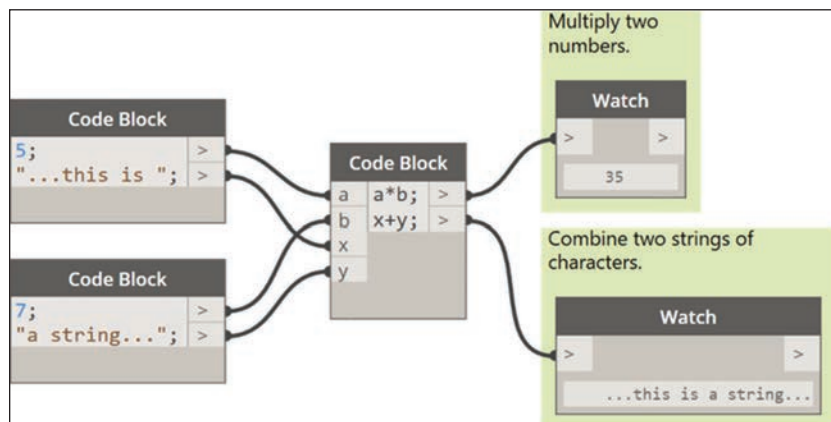 Multiply two
numbers.
Watch
>
>
35
Code Block
5;
>
"...this is ";
>
Code Block
a
a*b;
>
b
x+y;
>
x
y
Code Block
7;
>
"a string...";
>
Combine two strings of
characters.
Watch
>
>
...this is a string...